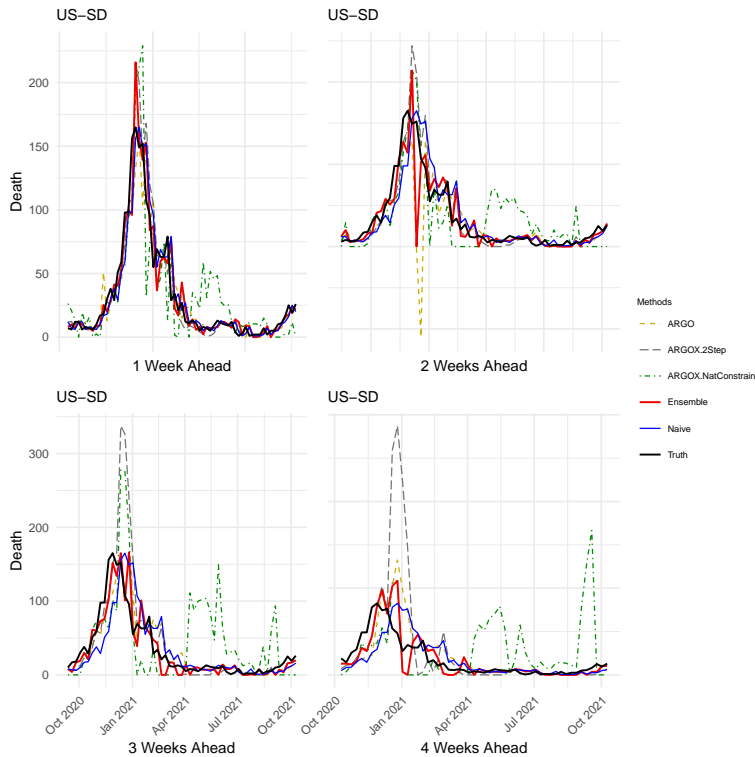 US−SD
US−SD
200
150
100
50
0
Death
1 Week Ahead
2 Weeks Ahead
Methods
ARGO
ARGOX.2Step
ARGOX.NatConstrain
Ensemble
Naive
Truth
US−SD
US−SD
300
200
100
0
Death
Oct 2020
Jan 2021
Apr 2021
Jul 2021
Oct 2021
Oct 2020
Jan 2021
Apr 2021
Jul 2021
Oct 2021
3 Weeks Ahead
4 Weeks Ahead